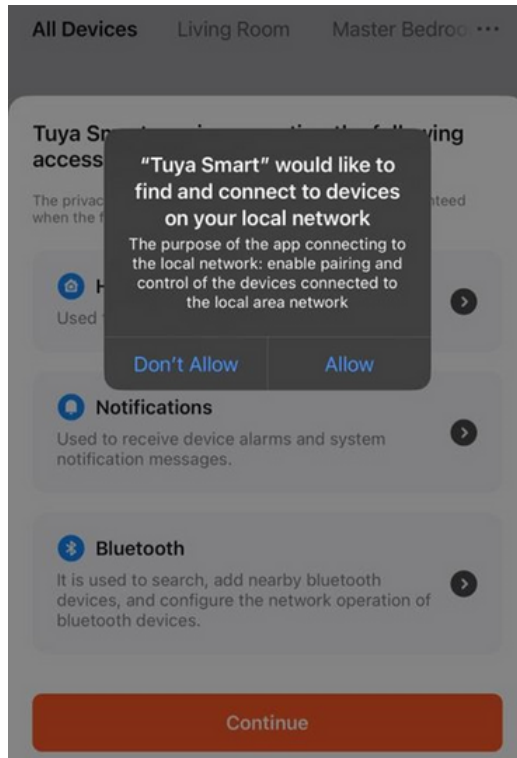 All Devices Living Room Master Bedroo ...
Tuya
ving
access
“Tuya Smart” would like to
find and connect to devices
on your local network
The privac
nteed
when the f
The purpose of the app connecting to
the local network: enable pairing and
control of the devices connected to
the local area network
H
Used
Don’t Allow Allow
Notifications
Used to receive device alarms and system
notification messages.
Bluetooth
It is used to search, add nearby bluetooth
devices, and configure the network operation of
bluetooth devices.
Continue